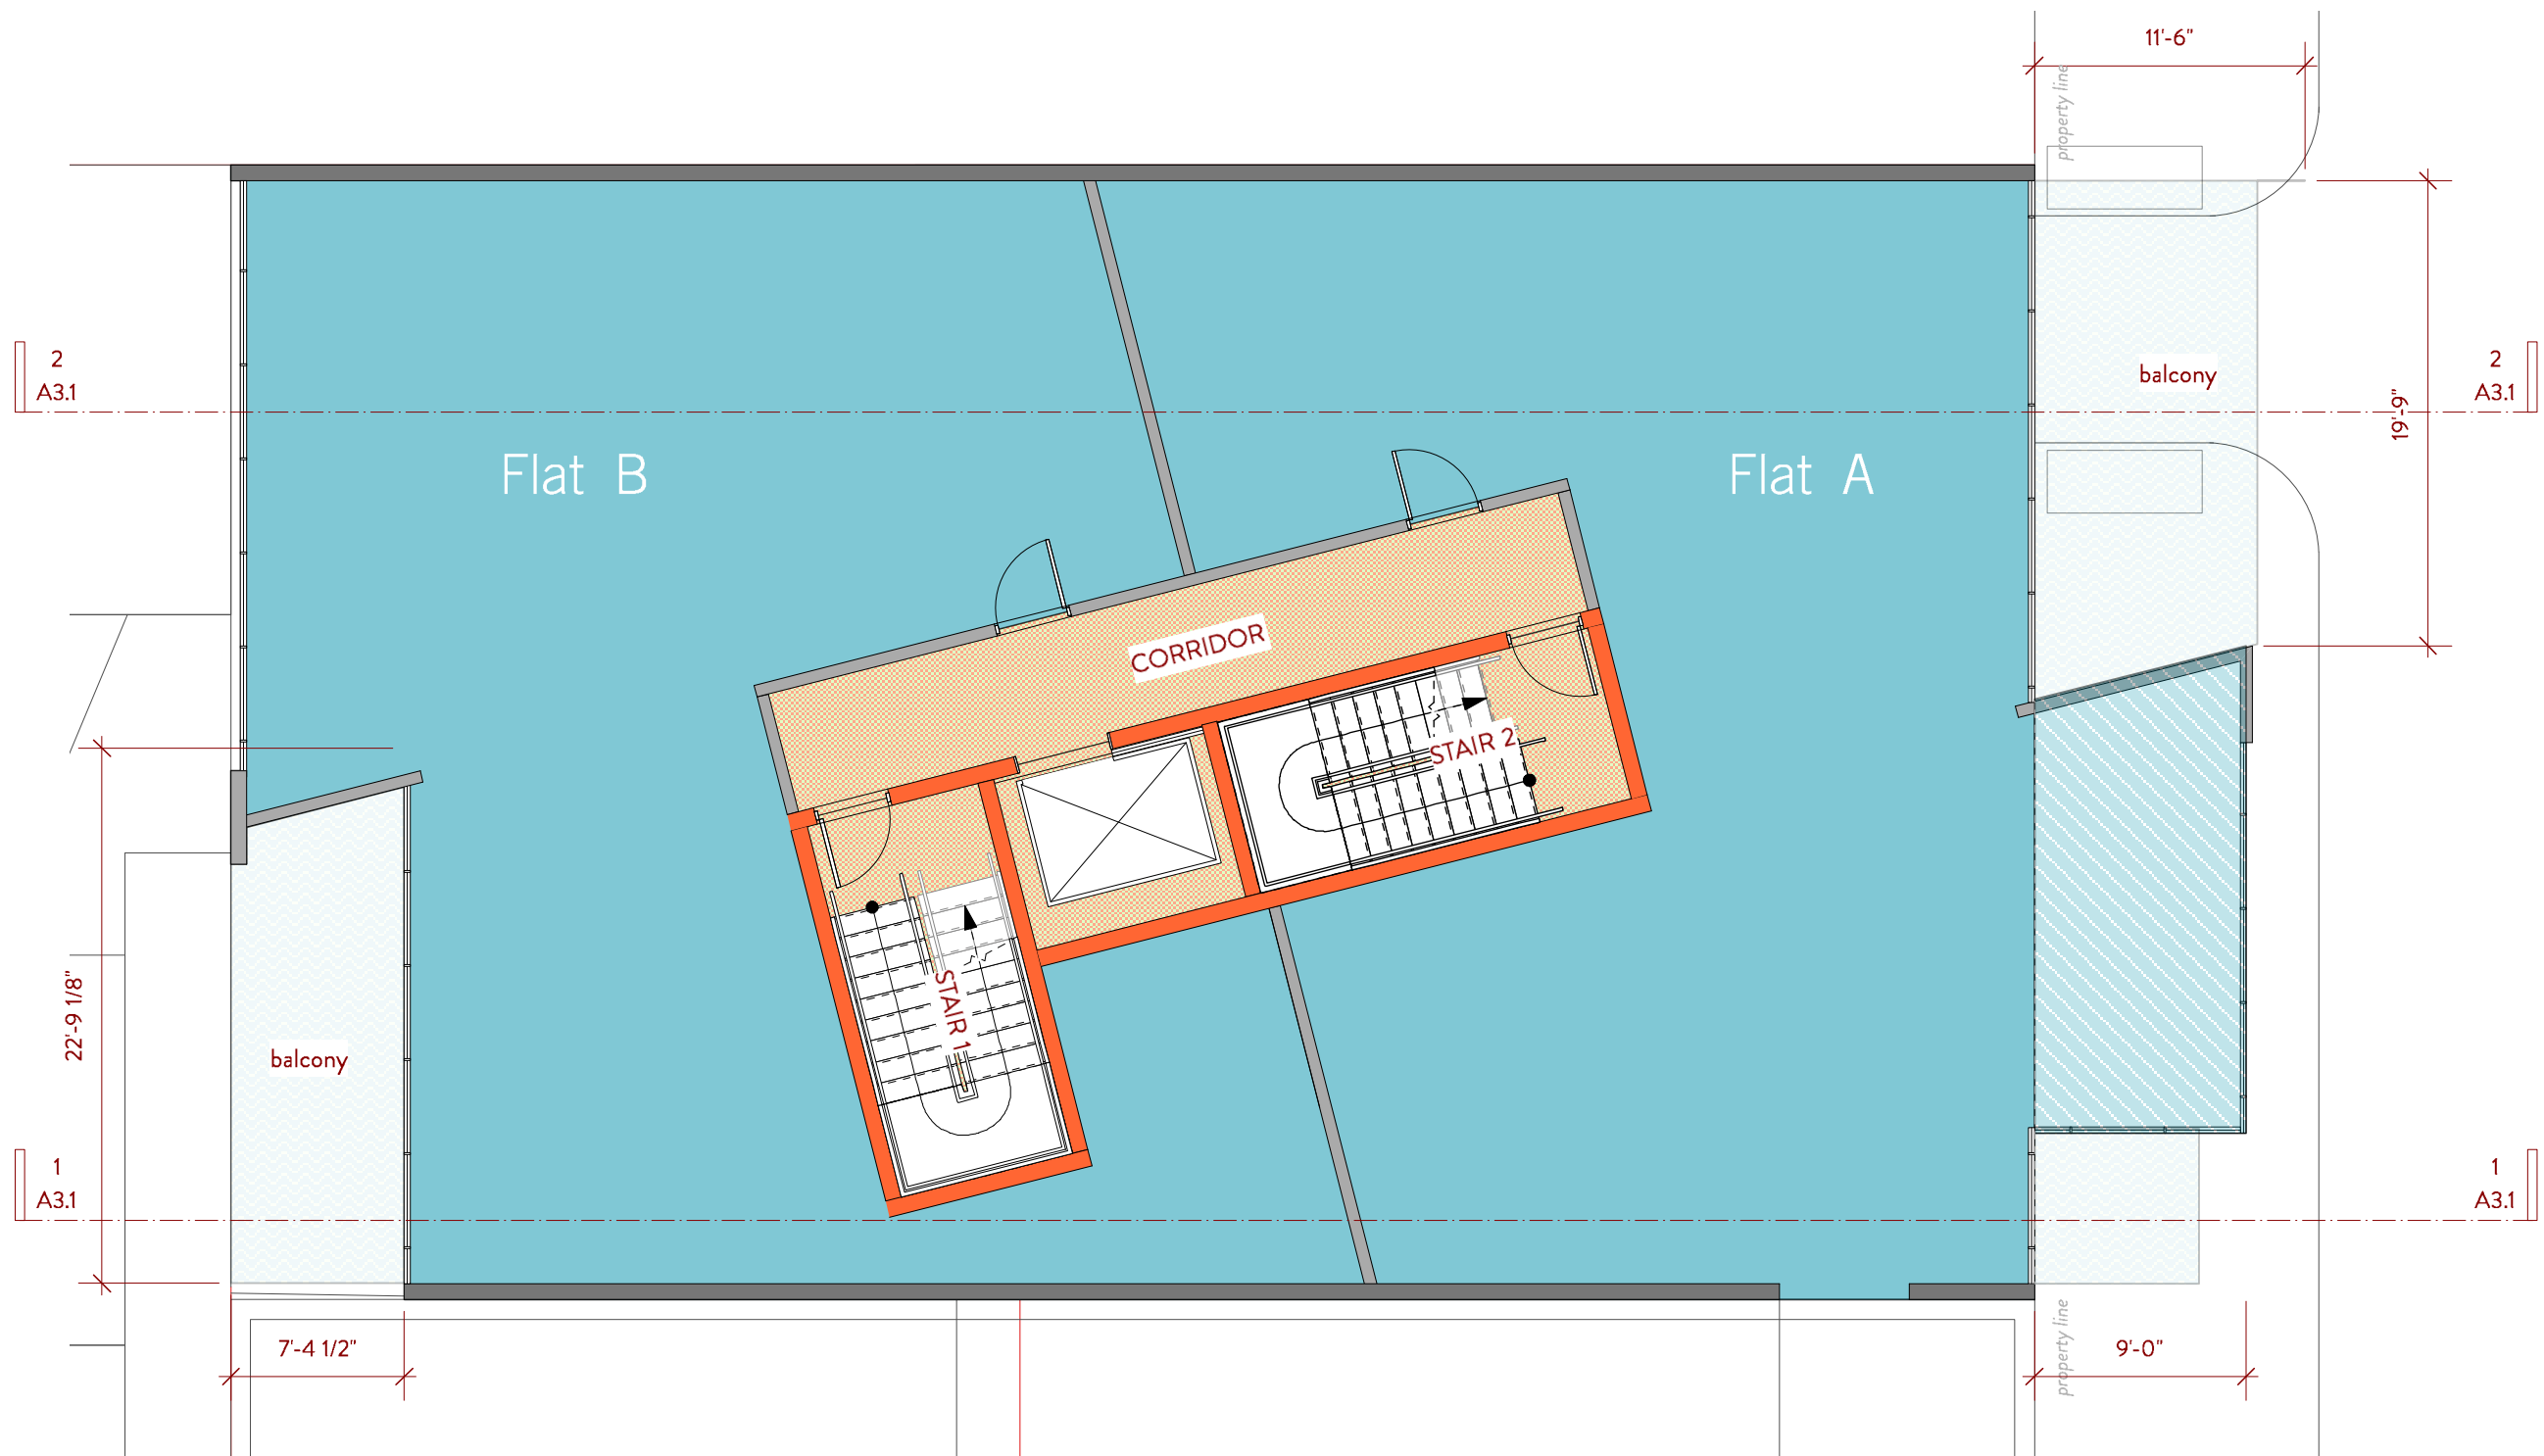 11'-6"
property line
2
A3.1
2
A3.1
balcony
19'-9"
Flat B
Flat A
CORRIDOR
STAIR 2
STAIR 1
22'-9 1/8"
balcony
1
A3.1
1
A3.1
7'-4 1/2"
property line
9'-0"